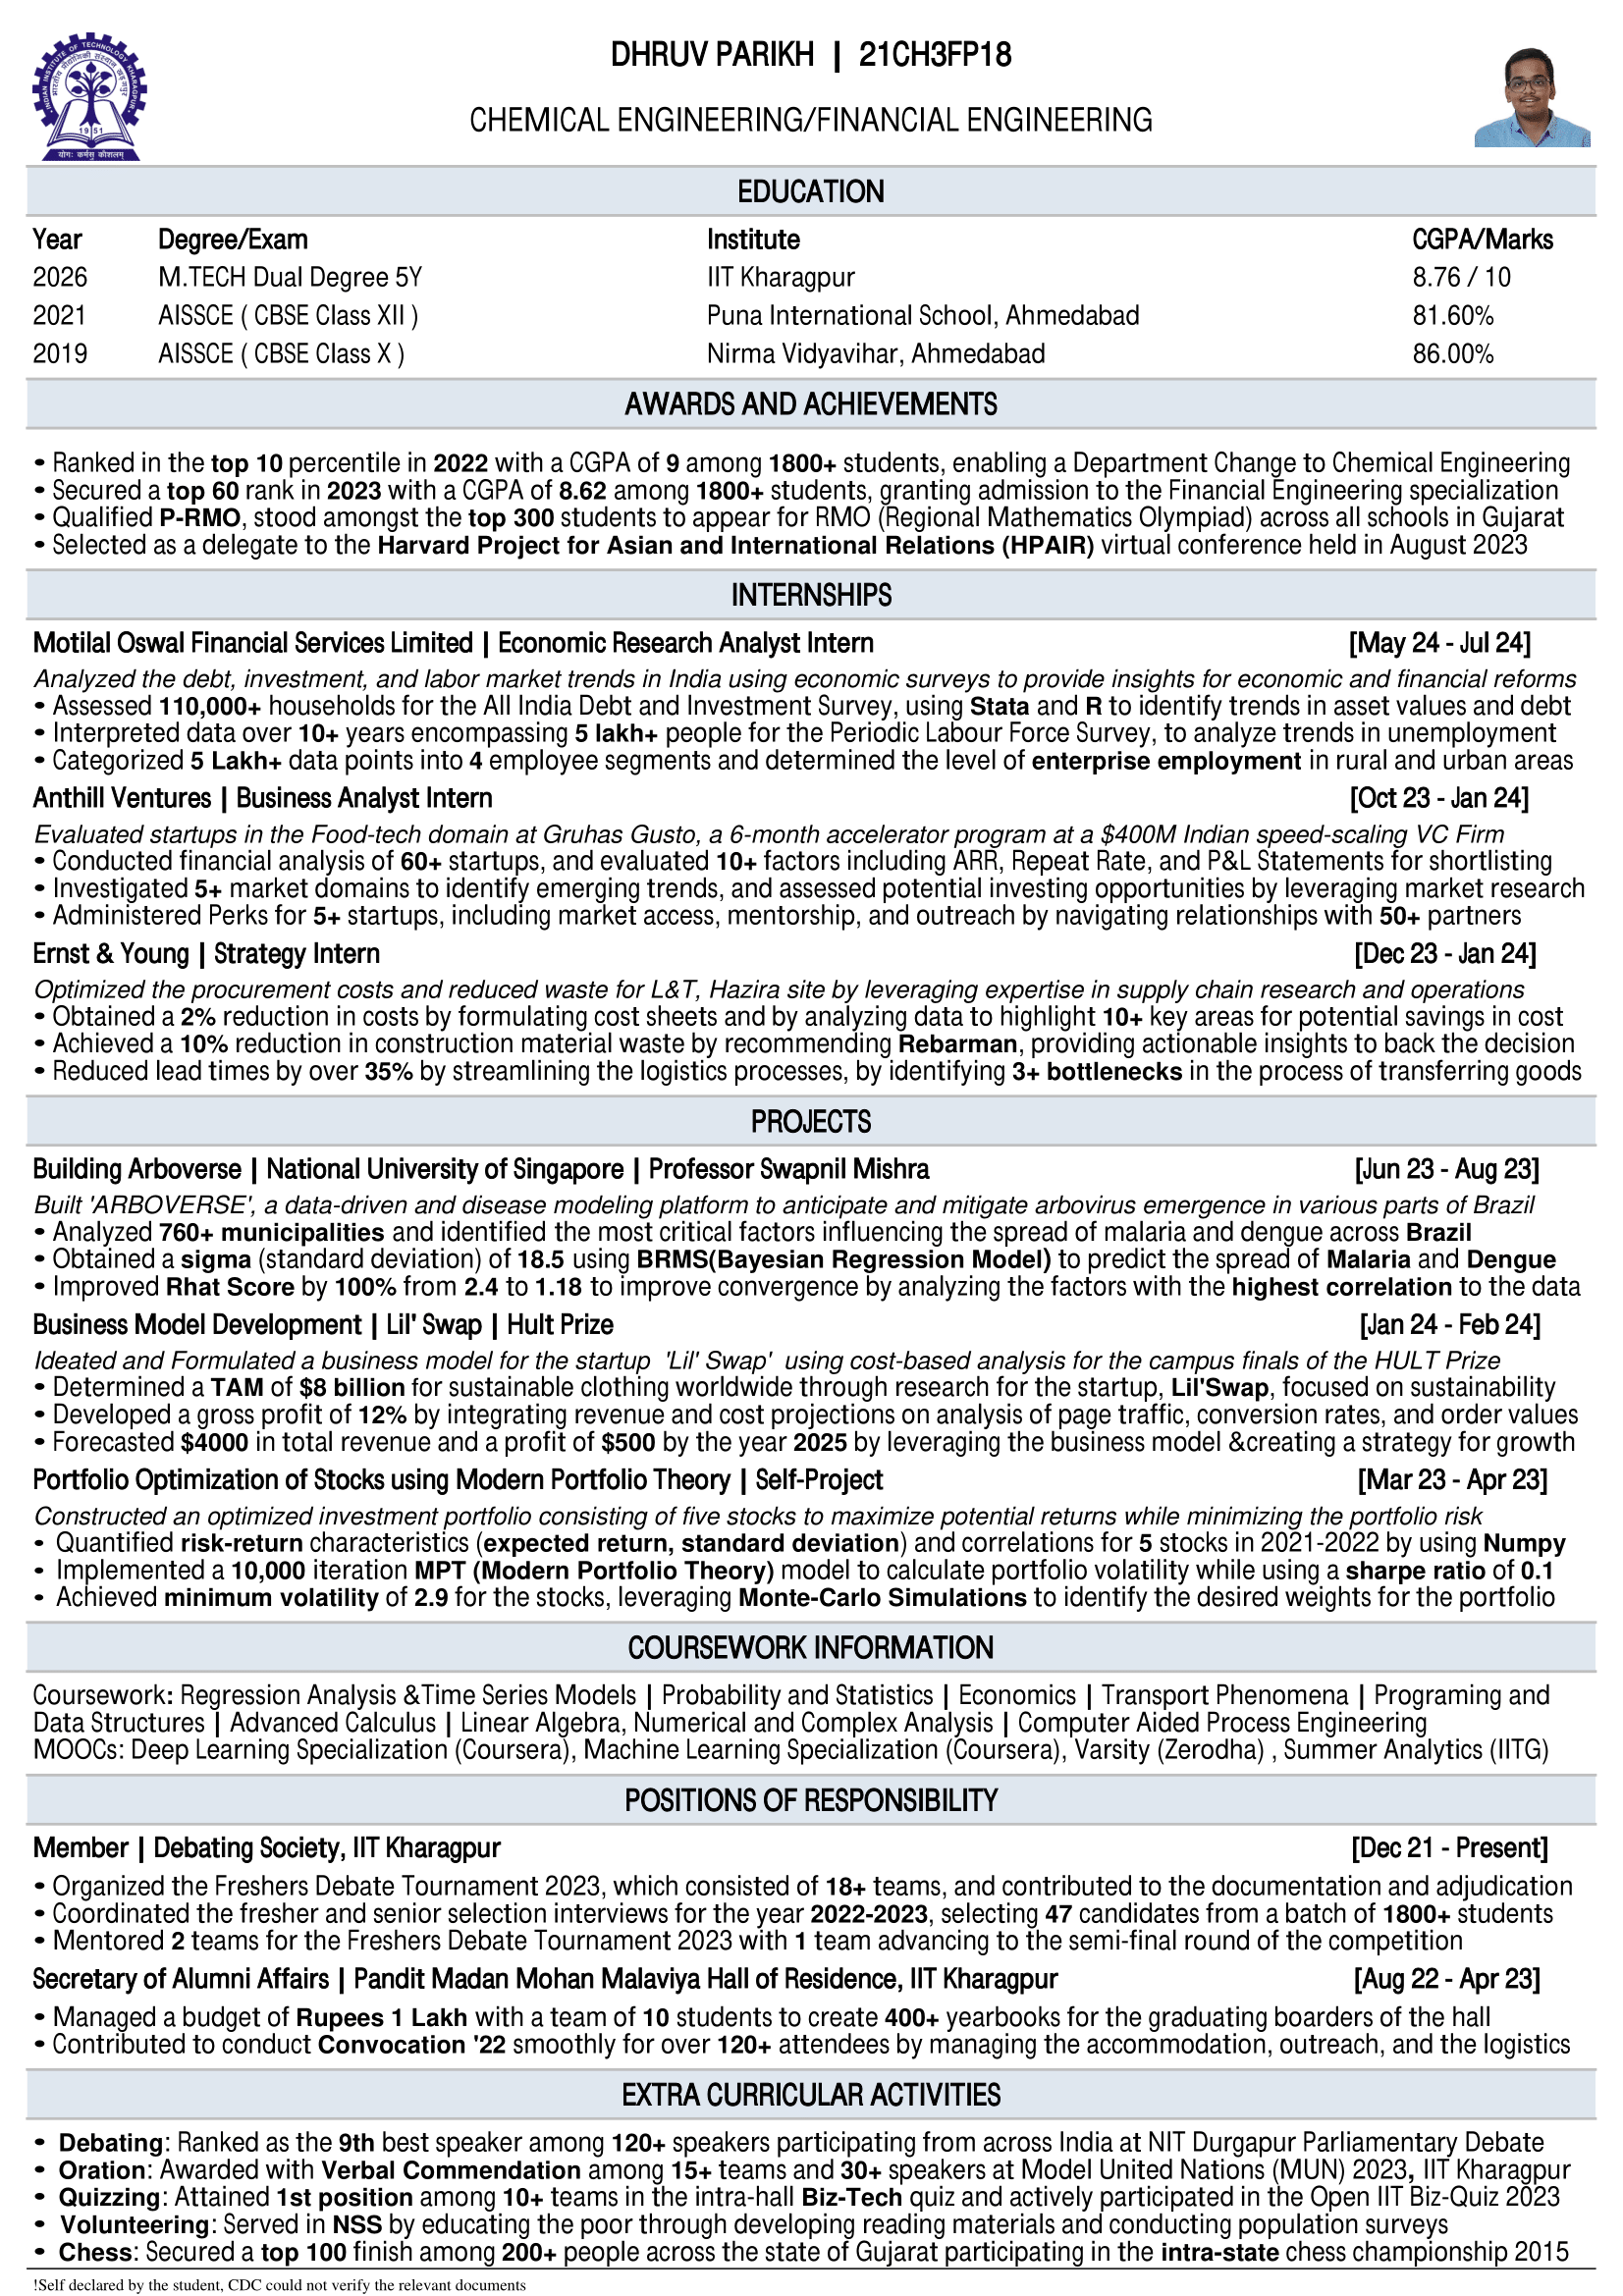 INDIAN INSTITUTE OF TECHNOLOGY KHARAGPUR
भारतीय प्रौद्योगिकी संस्थान खड़गपुर
1951
योगः कर्मसु कौशलम्
DHRUV PARIKH | 21CH3FP18
CHEMICAL ENGINEERING/FINANCIAL ENGINEERING
EDUCATION
Year Degree/Exam Institute CGPA/Marks
2026 M.TECH Dual Degree 5Y IIT Kharagpur 8.76 / 10
2021 AISSCE ( CBSE Class XII ) Puna International School, Ahmedabad 81.60%
2019 AISSCE ( CBSE Class X ) Nirma Vidyavihar, Ahmedabad 86.00%
AWARDS AND ACHIEVEMENTS
• Ranked in the top 10 percentile in 2022 with a CGPA of 9 among 1800+ students, enabling a Department Change to Chemical Engineering
• Secured a top 60 rank in 2023 with a CGPA of 8.62 among 1800+ students, granting admission to the Financial Engineering specialization
• Qualified P-RMO, stood amongst the top 300 students to appear for RMO (Regional Mathematics Olympiad) across all schools in Gujarat
• Selected as a delegate to the Harvard Project for Asian and International Relations (HPAIR) virtual conference held in August 2023
INTERNSHIPS
Motilal Oswal Financial Services Limited | Economic Research Analyst Intern [May 24 - Jul 24]
Analyzed the debt, investment, and labor market trends in India using economic surveys to provide insights for economic and financial reforms
• Assessed 110,000+ households for the All India Debt and Investment Survey, using Stata and R to identify trends in asset values and debt
• Interpreted data over 10+ years encompassing 5 lakh+ people for the Periodic Labour Force Survey, to analyze trends in unemployment
• Categorized 5 Lakh+ data points into 4 employee segments and determined the level of enterprise employment in rural and urban areas
Anthill Ventures | Business Analyst Intern [Oct 23 - Jan 24]
Evaluated startups in the Food-tech domain at Gruhas Gusto, a 6-month accelerator program at a $400M Indian speed-scaling VC Firm
• Conducted financial analysis of 60+ startups, and evaluated 10+ factors including ARR, Repeat Rate, and P&L Statements for shortlisting
• Investigated 5+ market domains to identify emerging trends, and assessed potential investing opportunities by leveraging market research
• Administered Perks for 5+ startups, including market access, mentorship, and outreach by navigating relationships with 50+ partners
Ernst & Young | Strategy Intern [Dec 23 - Jan 24]
Optimized the procurement costs and reduced waste for L&T, Hazira site by leveraging expertise in supply chain research and operations
• Obtained a 2% reduction in costs by formulating cost sheets and by analyzing data to highlight 10+ key areas for potential savings in cost
• Achieved a 10% reduction in construction material waste by recommending Rebarman, providing actionable insights to back the decision
• Reduced lead times by over 35% by streamlining the logistics processes, by identifying 3+ bottlenecks in the process of transferring goods
PROJECTS
Building Arboverse | National University of Singapore | Professor Swapnil Mishra [Jun 23 - Aug 23]
Built 'ARBOVERSE', a data-driven and disease modeling platform to anticipate and mitigate arbovirus emergence in various parts of Brazil
• Analyzed 760+ municipalities and identified the most critical factors influencing the spread of malaria and dengue across Brazil
• Obtained a sigma (standard deviation) of 18.5 using BRMS(Bayesian Regression Model) to predict the spread of Malaria and Dengue
• Improved Rhat Score by 100% from 2.4 to 1.18 to improve convergence by analyzing the factors with the highest correlation to the data
Business Model Development | Lil' Swap | Hult Prize [Jan 24 - Feb 24]
Ideated and Formulated a business model for the startup 'Lil' Swap' using cost-based analysis for the campus finals of the HULT Prize
• Determined a TAM of $8 billion for sustainable clothing worldwide through research for the startup, Lil'Swap, focused on sustainability
• Developed a gross profit of 12% by integrating revenue and cost projections on analysis of page traffic, conversion rates, and order values
• Forecasted $4000 in total revenue and a profit of $500 by the year 2025 by leveraging the business model &creating a strategy for growth
Portfolio Optimization of Stocks using Modern Portfolio Theory | Self-Project [Mar 23 - Apr 23]
Constructed an optimized investment portfolio consisting of five stocks to maximize potential returns while minimizing the portfolio risk
• Quantified risk-return characteristics (expected return, standard deviation) and correlations for 5 stocks in 2021-2022 by using Numpy
• Implemented a 10,000 iteration MPT (Modern Portfolio Theory) model to calculate portfolio volatility while using a sharpe ratio of 0.1
• Achieved minimum volatility of 2.9 for the stocks, leveraging Monte-Carlo Simulations to identify the desired weights for the portfolio
COURSEWORK INFORMATION
Coursework: Regression Analysis &Time Series Models | Probability and Statistics | Economics | Transport Phenomena | Programing and
Data Structures | Advanced Calculus | Linear Algebra, Numerical and Complex Analysis | Computer Aided Process Engineering
MOOCs: Deep Learning Specialization (Coursera), Machine Learning Specialization (Coursera), Varsity (Zerodha) , Summer Analytics (IITG)
POSITIONS OF RESPONSIBILITY
Member | Debating Society, IIT Kharagpur [Dec 21 - Present]
• Organized the Freshers Debate Tournament 2023, which consisted of 18+ teams, and contributed to the documentation and adjudication
• Coordinated the fresher and senior selection interviews for the year 2022-2023, selecting 47 candidates from a batch of 1800+ students
• Mentored 2 teams for the Freshers Debate Tournament 2023 with 1 team advancing to the semi-final round of the competition
Secretary of Alumni Affairs | Pandit Madan Mohan Malaviya Hall of Residence, IIT Kharagpur [Aug 22 - Apr 23]
• Managed a budget of Rupees 1 Lakh with a team of 10 students to create 400+ yearbooks for the graduating boarders of the hall
• Contributed to conduct Convocation '22 smoothly for over 120+ attendees by managing the accommodation, outreach, and the logistics
EXTRA CURRICULAR ACTIVITIES
• Debating: Ranked as the 9th best speaker among 120+ speakers participating from across India at NIT Durgapur Parliamentary Debate
• Oration: Awarded with Verbal Commendation among 15+ teams and 30+ speakers at Model United Nations (MUN) 2023, IIT Kharagpur
• Quizzing: Attained 1st position among 10+ teams in the intra-hall Biz-Tech quiz and actively participated in the Open IIT Biz-Quiz 2023
• Volunteering: Served in NSS by educating the poor through developing reading materials and conducting population surveys
• Chess: Secured a top 100 finish among 200+ people across the state of Gujarat participating in the intra-state chess championship 2015
!Self declared by the student, CDC could not verify the relevant documents